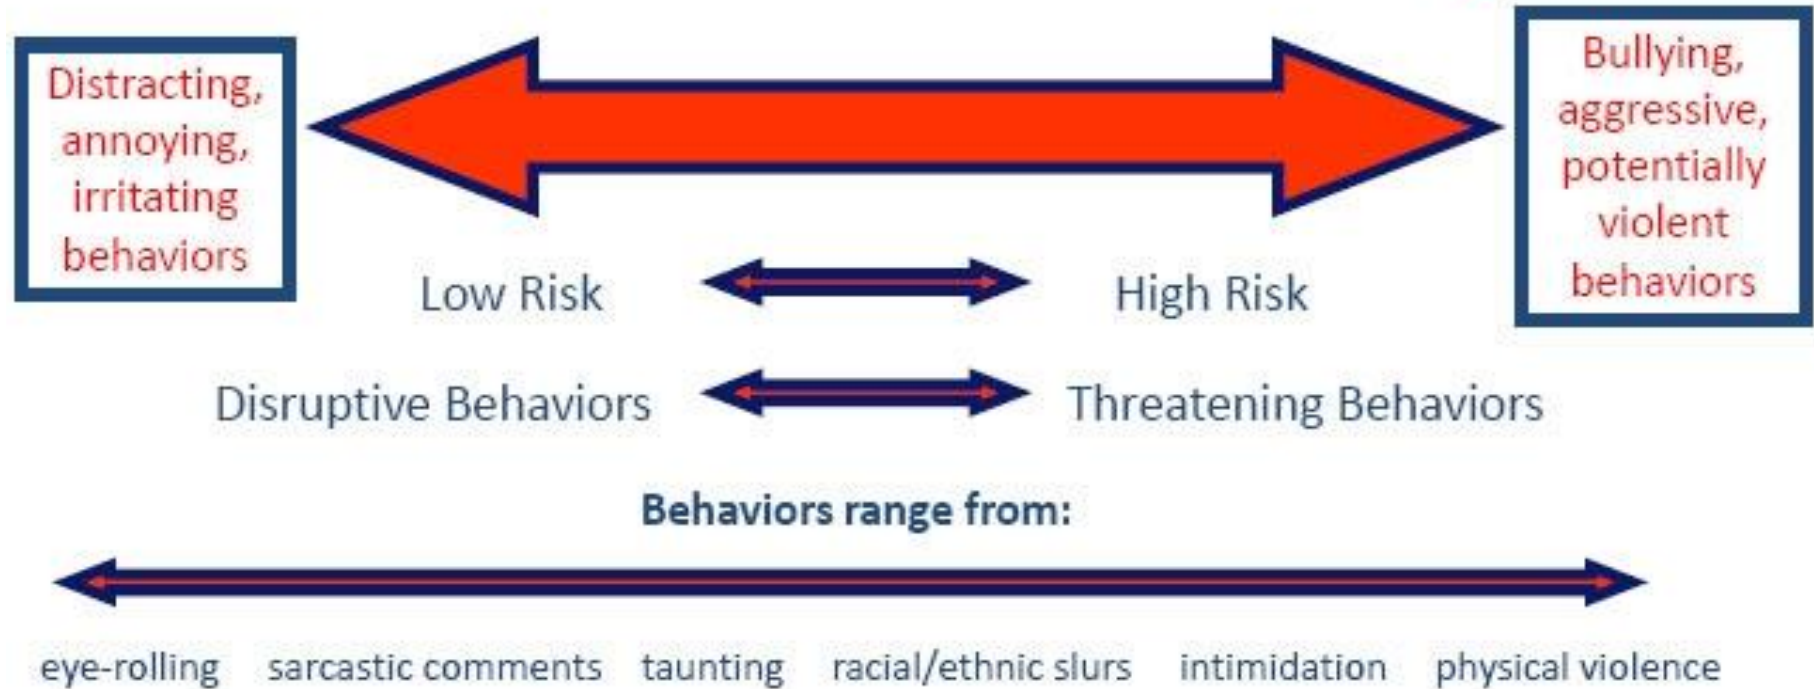 Distracting,
annoying,
irritating
behaviors
Bullying,
aggressive,
potentially
violent
behaviors
Low Risk
High Risk
Disruptive Behaviors
Threatening Behaviors
Behaviors range from:
eye-rolling sarcastic comments taunting racial/ethnic slurs intimidation physical violence